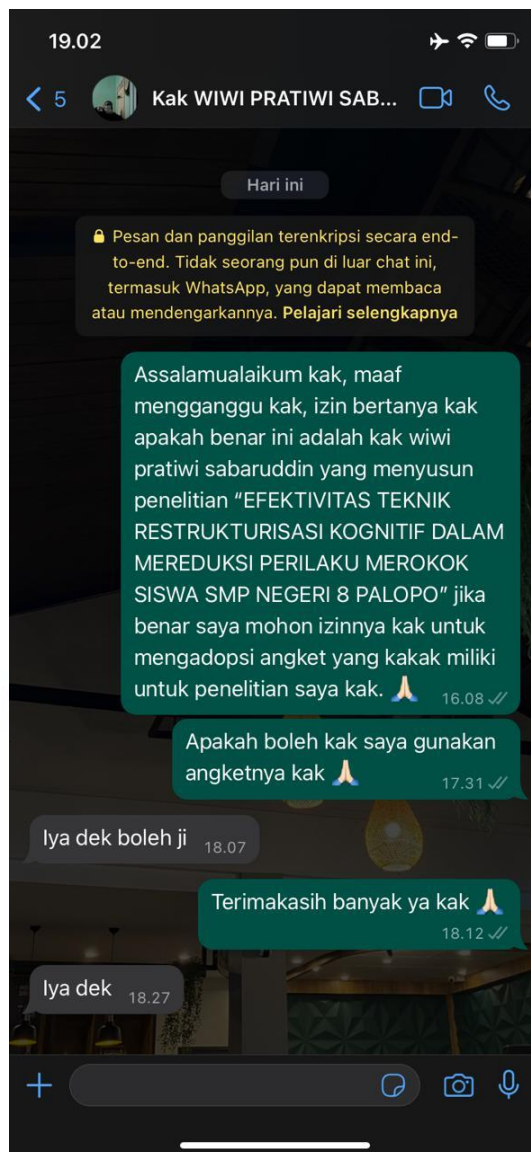 19.02
5 Kak WIWI PRATIWI SAB...
Hari ini
Pesan dan panggilan terenkripsi secara end-
to-end. Tidak seorang pun di luar chat ini,
termasuk WhatsApp, yang dapat membaca
atau mendengarkannya. Pelajari selengkapnya
Assalamualaikum kak, maaf
mengganggu kak, izin bertanya kak
apakah benar ini adalah kak wiwi
pratiwi sabaruddin yang menyusun
penelitian “EFEKTIVITAS TEKNIK
RESTRUKTURISASI KOGNITIF DALAM
MEREDUKSI PERILAKU MEROKOK
SISWA SMP NEGERI 8 PALOPO” jika
benar saya mohon izinnya kak untuk
mengadopsi angket yang kakak miliki
untuk penelitian saya kak. 🙏🏻 16.08
Apakah boleh kak saya gunakan
angketnya kak 🙏🏻 17.31
Iya dek boleh ji 18.07
Terimakasih banyak ya kak 🙏🏻
18.12
Iya dek 18.27